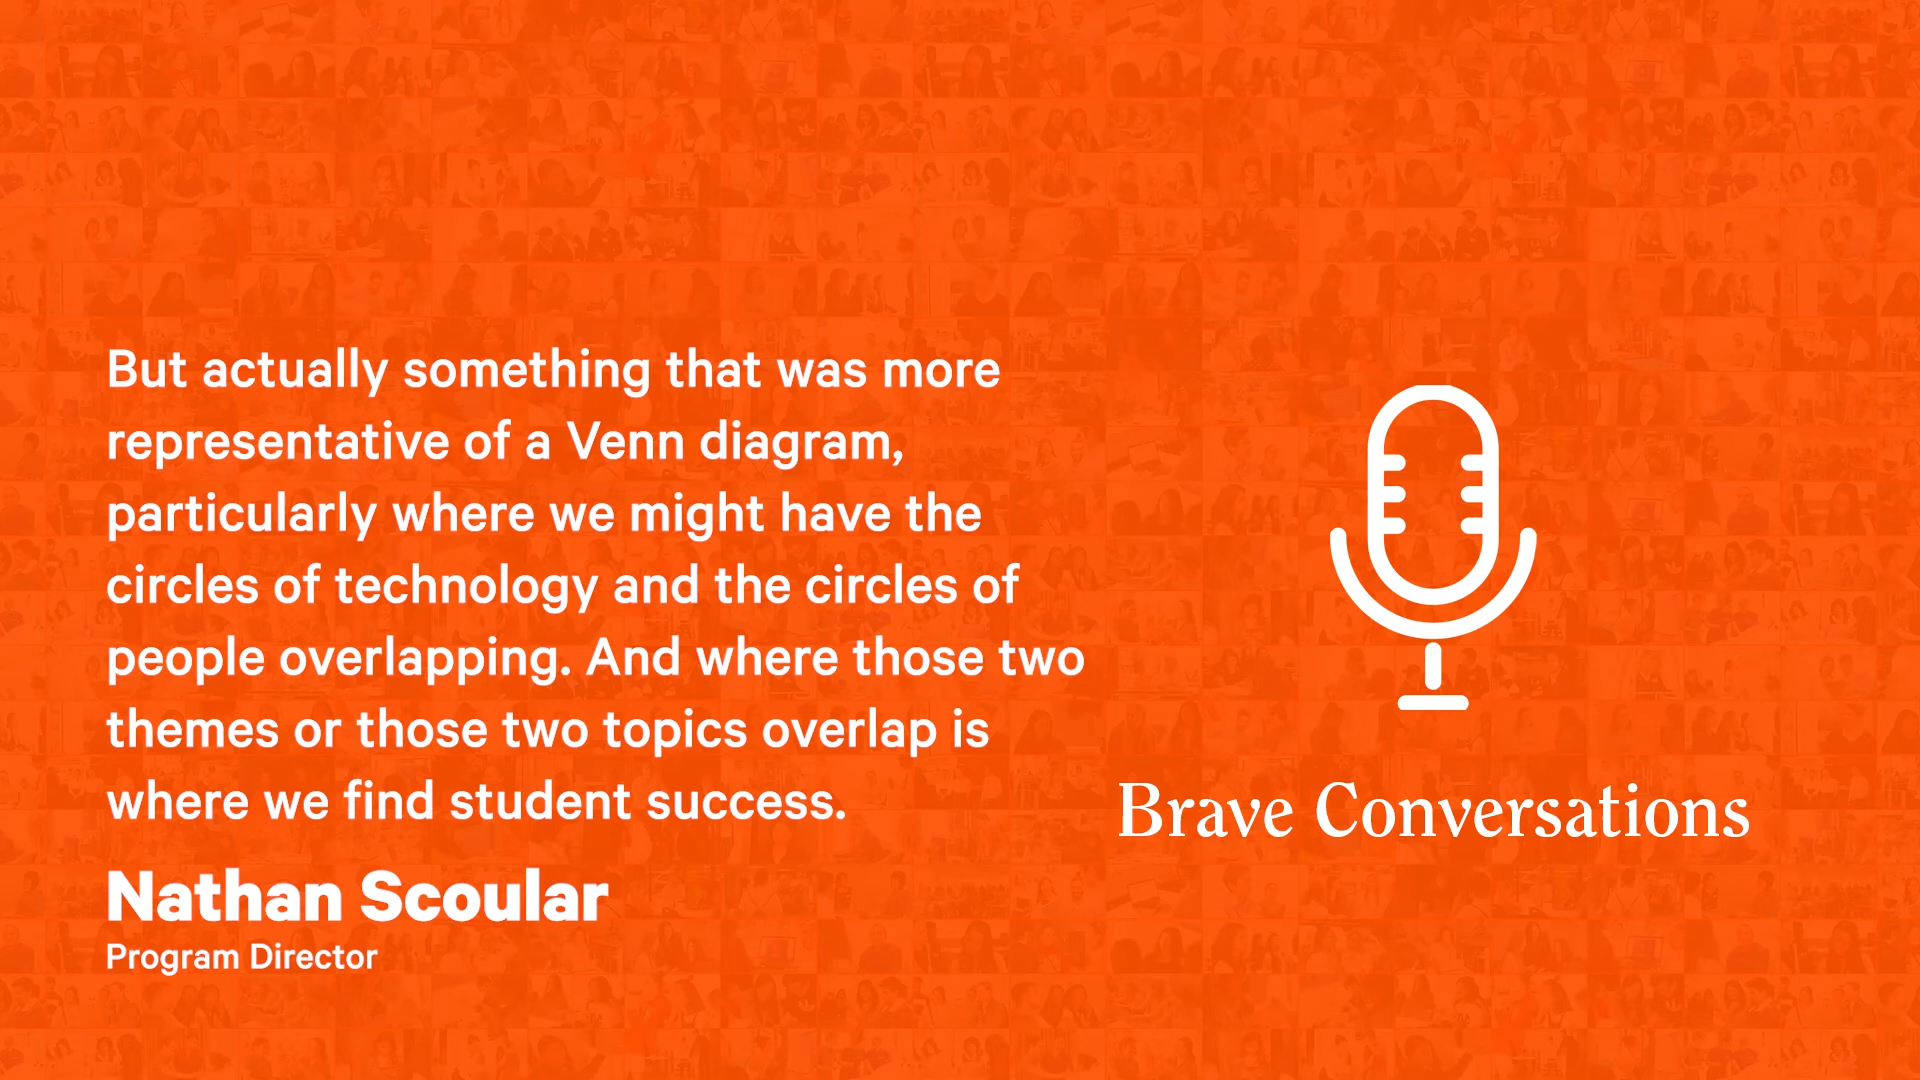 But actually something that was more
representative of a Venn diagram,
particularly where we might have the
circles of technology and the circles of
people overlapping. And where those two
themes or those two topics overlap is
where we find student success.
Nathan Scoular
Program Director
Brave Conversations